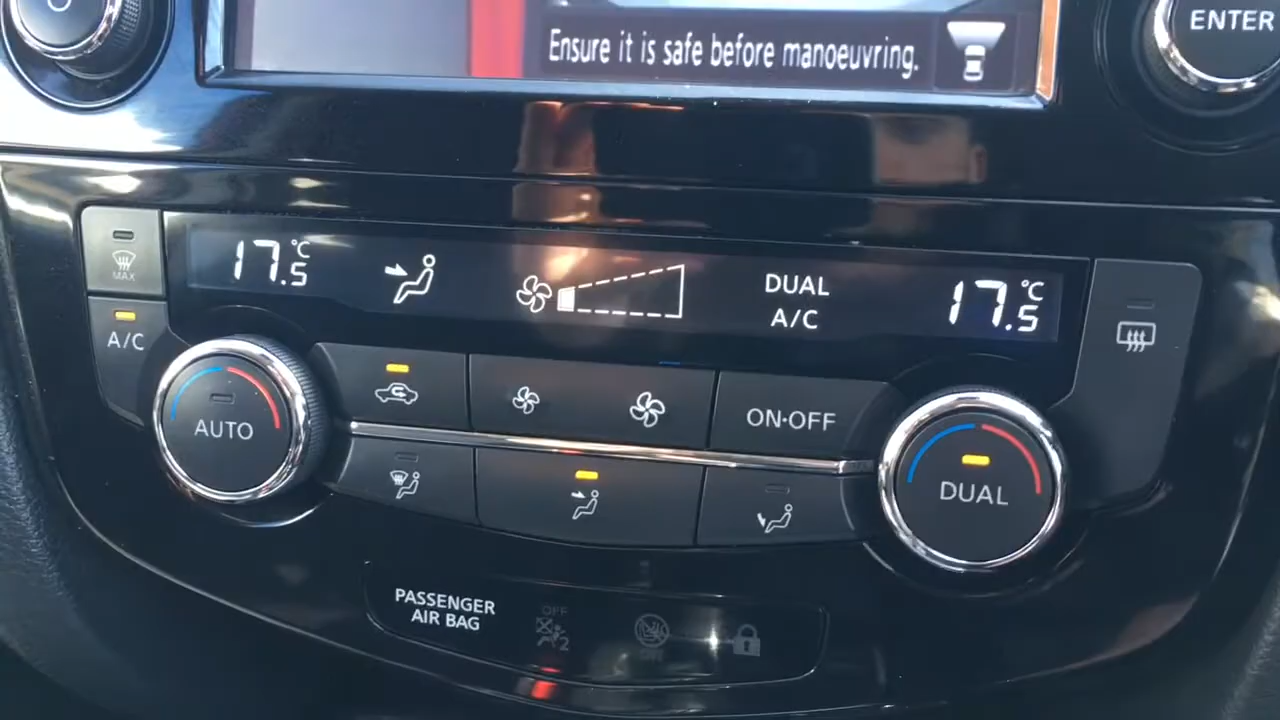 ENTER
Ensure it is safe before manoeuvring.
17.5 °C
DUAL
A/C
17.5 °C
MAX
A/C
AUTO
ON·OFF
DUAL
PASSENGER
AIR BAG
OFF
2